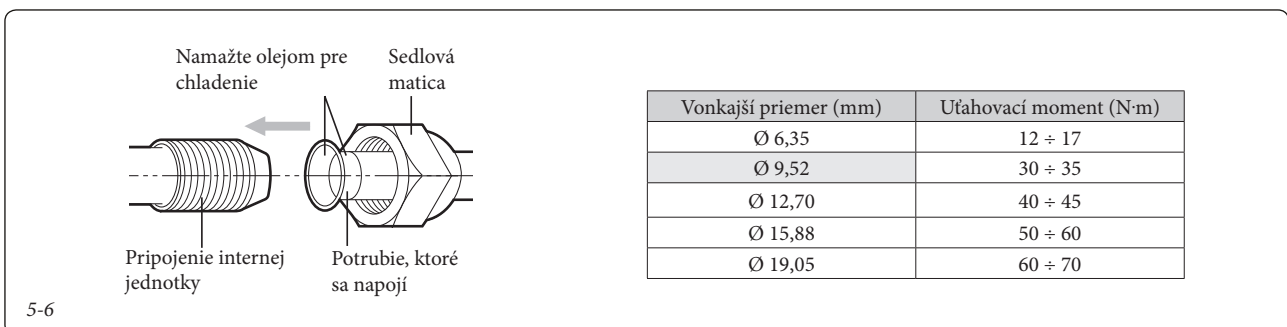 Namažte olejom pre
chladenie
Sedlová
matica
Pripojenie internej
jednotky
Potrubie, ktoré
sa napojí
Vonkajší priemer (mm) Uťahovací moment (N·m)
Ø 6,35 12 ÷ 17
Ø 9,52 30 ÷ 35
Ø 12,70 40 ÷ 45
Ø 15,88 50 ÷ 60
Ø 19,05 60 ÷ 70
5-6